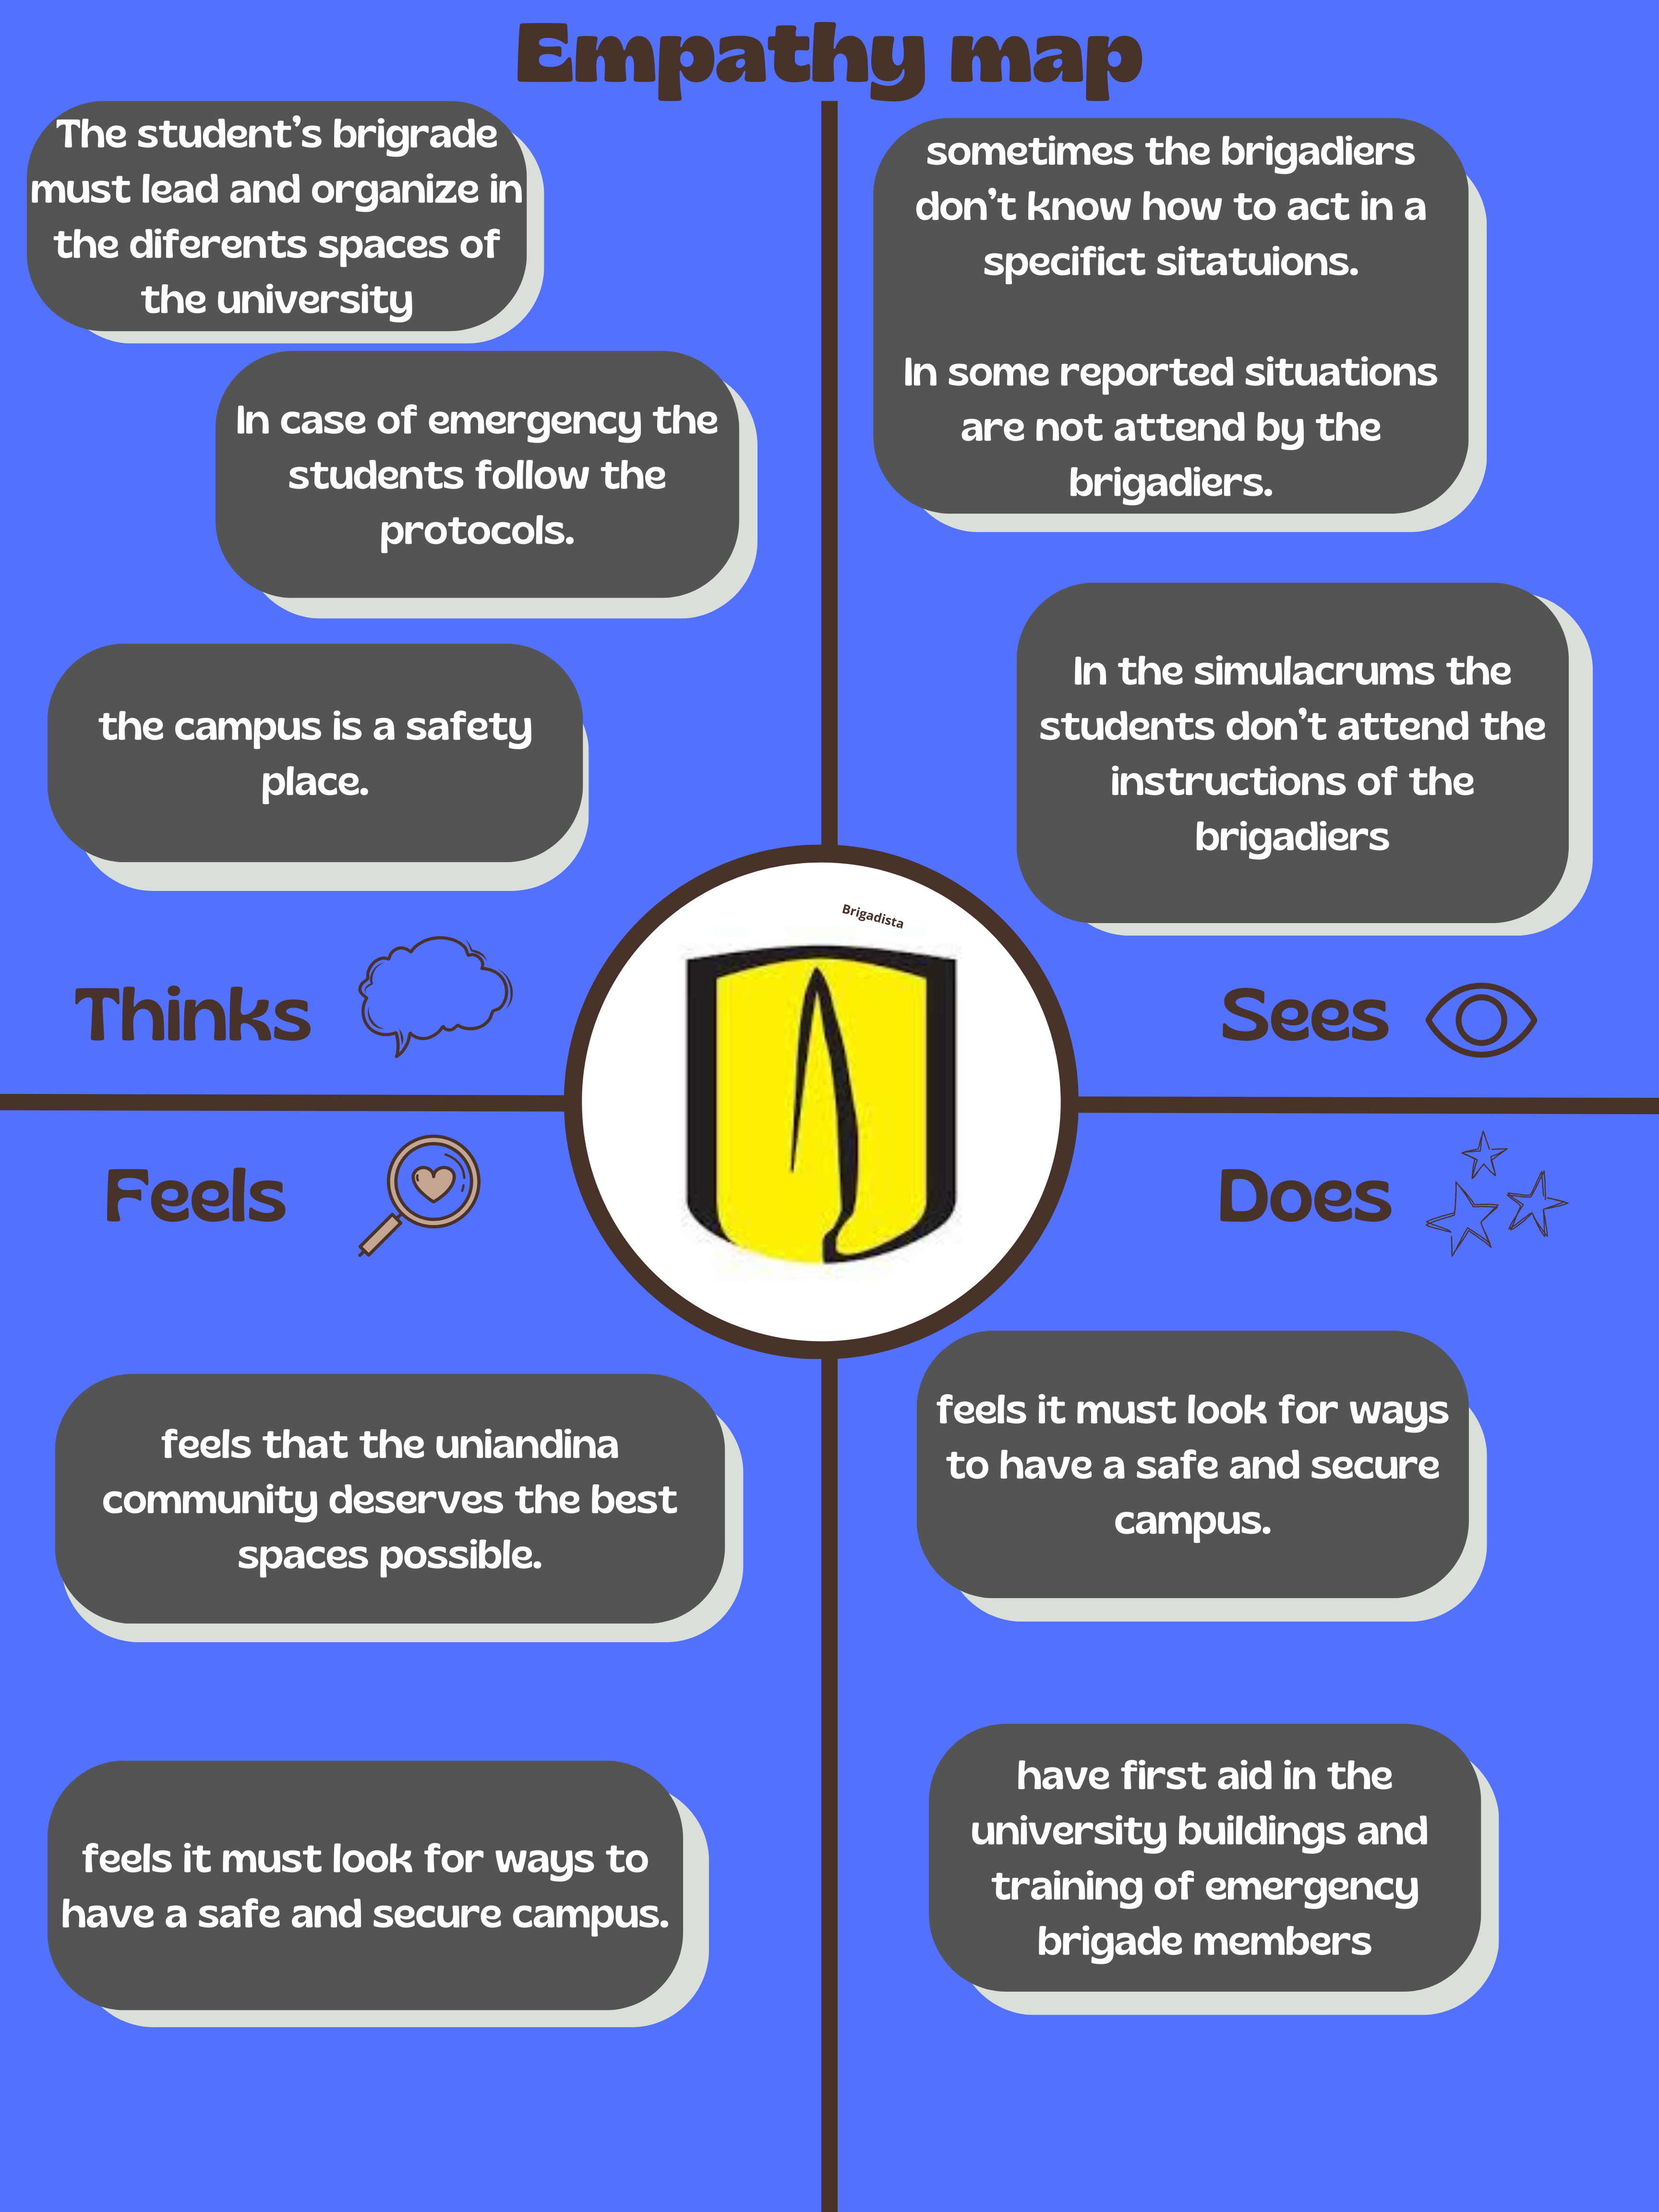 Empathy map
The student's brigrade
must lead and organize in
the diferents spaces of
the university
In case of emergency the
students follow the
protocols.
the campus is a safety
place.
Thinks
sometimes the brigadiers
don't know how to act in a
specifict sitatuions.
In some reported situations
are not attend by the
brigadiers.
In the simulacrums the
students don't attend the
instructions of the
brigadiers
Sees
Brigadista
Feels
feels that the uniandina
community deserves the best
spaces possible.
feels it must look for ways to
have a safe and secure campus.
Does
feels it must look for ways
to have a safe and secure
campus.
have first aid in the
university buildings and
training of emergency
brigade members